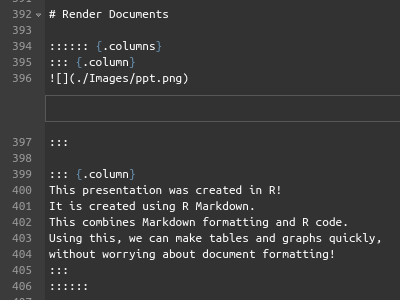 392 # Render Documents
393
394 :::::: {.columns}
395 ::: {.column}
396 ![](./Images/ppt.png)
397 :::
398
399 ::: {.column}
400 This presentation was created in R!
401 It is created using R Markdown.
402 This combines Markdown formatting and R code.
403 Using this, we can make tables and graphs quickly,
404 without worrying about document formatting!
405 :::
406 ::::::